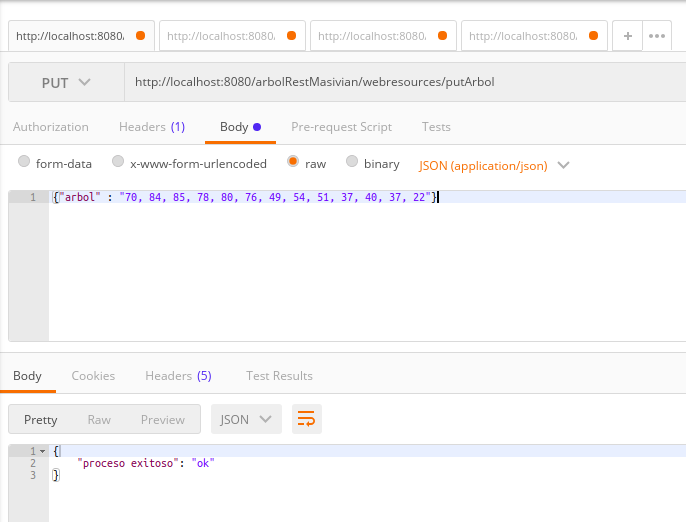 http://localhost:8080/ http://localhost:8080/ http://localhost:8080/ http://localhost:8080/ + •••
PUT http://localhost:8080/arbolRestMasivian/webresources/putArbol
Authorization Headers (1) Body Pre-request Script Tests
form-data x-www-form-urlencoded raw binary JSON (application/json)
1 {"arbol" : "70, 84, 85, 78, 80, 76, 49, 54, 51, 37, 40, 37, 22"}
Body Cookies Headers (5) Test Results
Pretty Raw Preview JSON
1 {
2 "proceso exitoso": "ok"
3 }